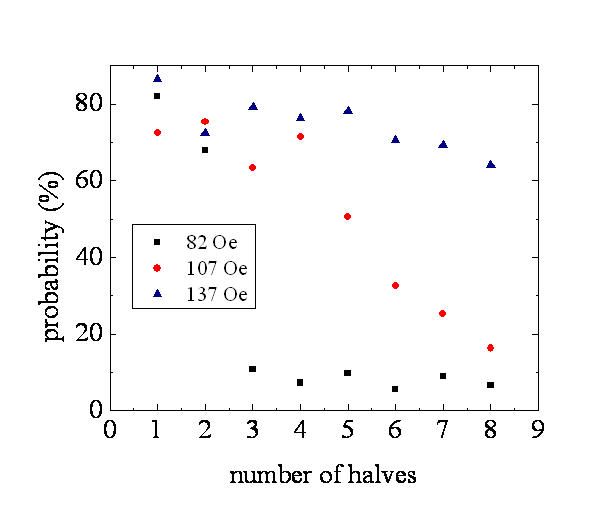 probability (%)
80
60
40
20
0
82 Oe
107 Oe
137 Oe
0 1 2 3 4 5 6 7 8 9
number of halves